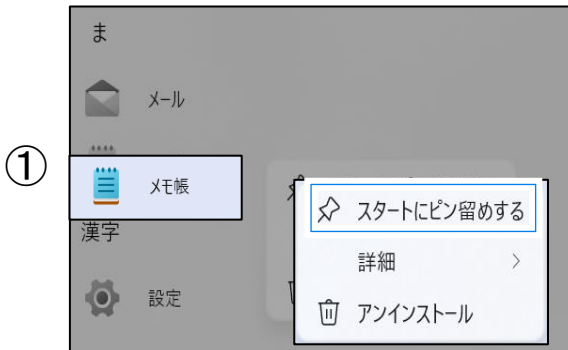 ま
メール
①
メモ帳
スタートにピン留めする
漢字
詳細
設定
アンインストール